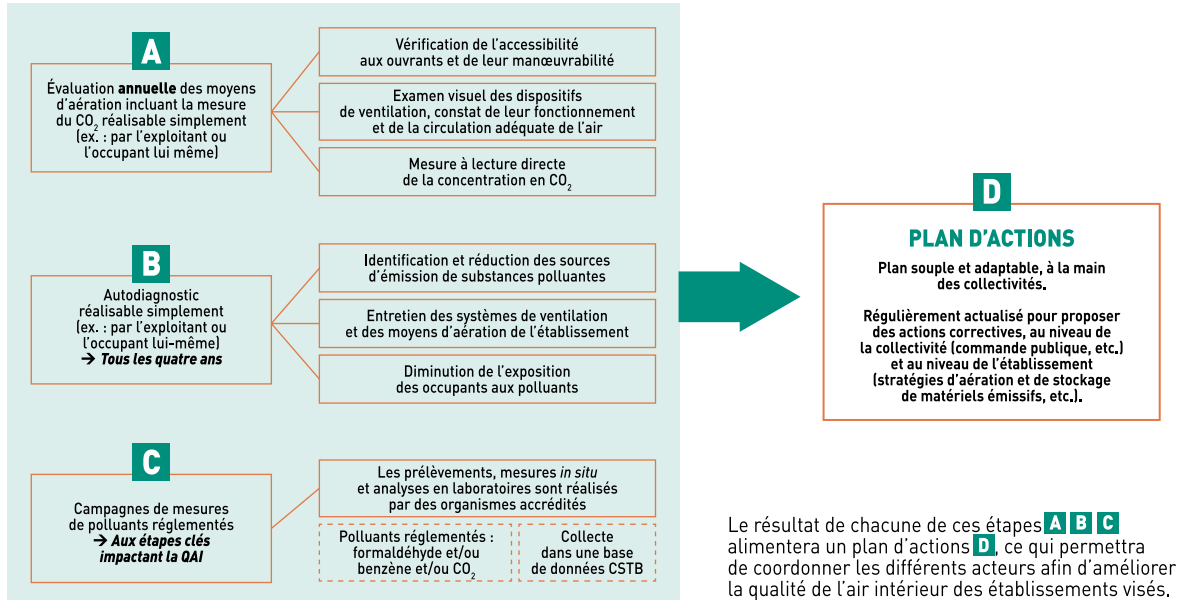 A
Évaluation annuelle des moyens
d'aération incluant la mesure
du CO₂ réalisable simplement
(ex. : par l'exploitant ou
l'occupant lui même)
Vérification de l'accessibilité
aux ouvrants et de leur manœuvrabilité
Examen visuel des dispositifs
de ventilation, constat de leur fonctionnement
et de la circulation adéquate de l'air
Mesure à lecture directe
de la concentration en CO₂
B
Autodiagnostic
réalisable simplement
(ex. : par l'exploitant ou
l'occupant lui-même)
→ Tous les quatre ans
Identification et réduction des sources
d'émission de substances polluantes
Entretien des systèmes de ventilation
et des moyens d'aération de l'établissement
Diminution de l'exposition
des occupants aux polluants
C
Campagnes de mesures
de polluants réglementés
→ Aux étapes clés
impactant la QAI
Les prélèvements, mesures in situ
et analyses en laboratoires sont réalisés
par des organismes accrédités
Polluants réglementés :
formaldéhyde et/ou
benzène et/ou CO₂
Collecte
dans une base
de données CSTB
D
PLAN D'ACTIONS
Plan souple et adaptable, à la main
des collectivités.
Régulièrement actualisé pour proposer
des actions correctives, au niveau de
la collectivité (commande publique, etc.)
et au niveau de l'établissement
(stratégies d'aération et de stockage
de matériels émissifs, etc.).
Le résultat de chacune de ces étapes A B C
alimentera un plan d'actions D, ce qui permettra
de coordonner les différents acteurs afin d'améliorer
la qualité de l'air intérieur des établissements visés.